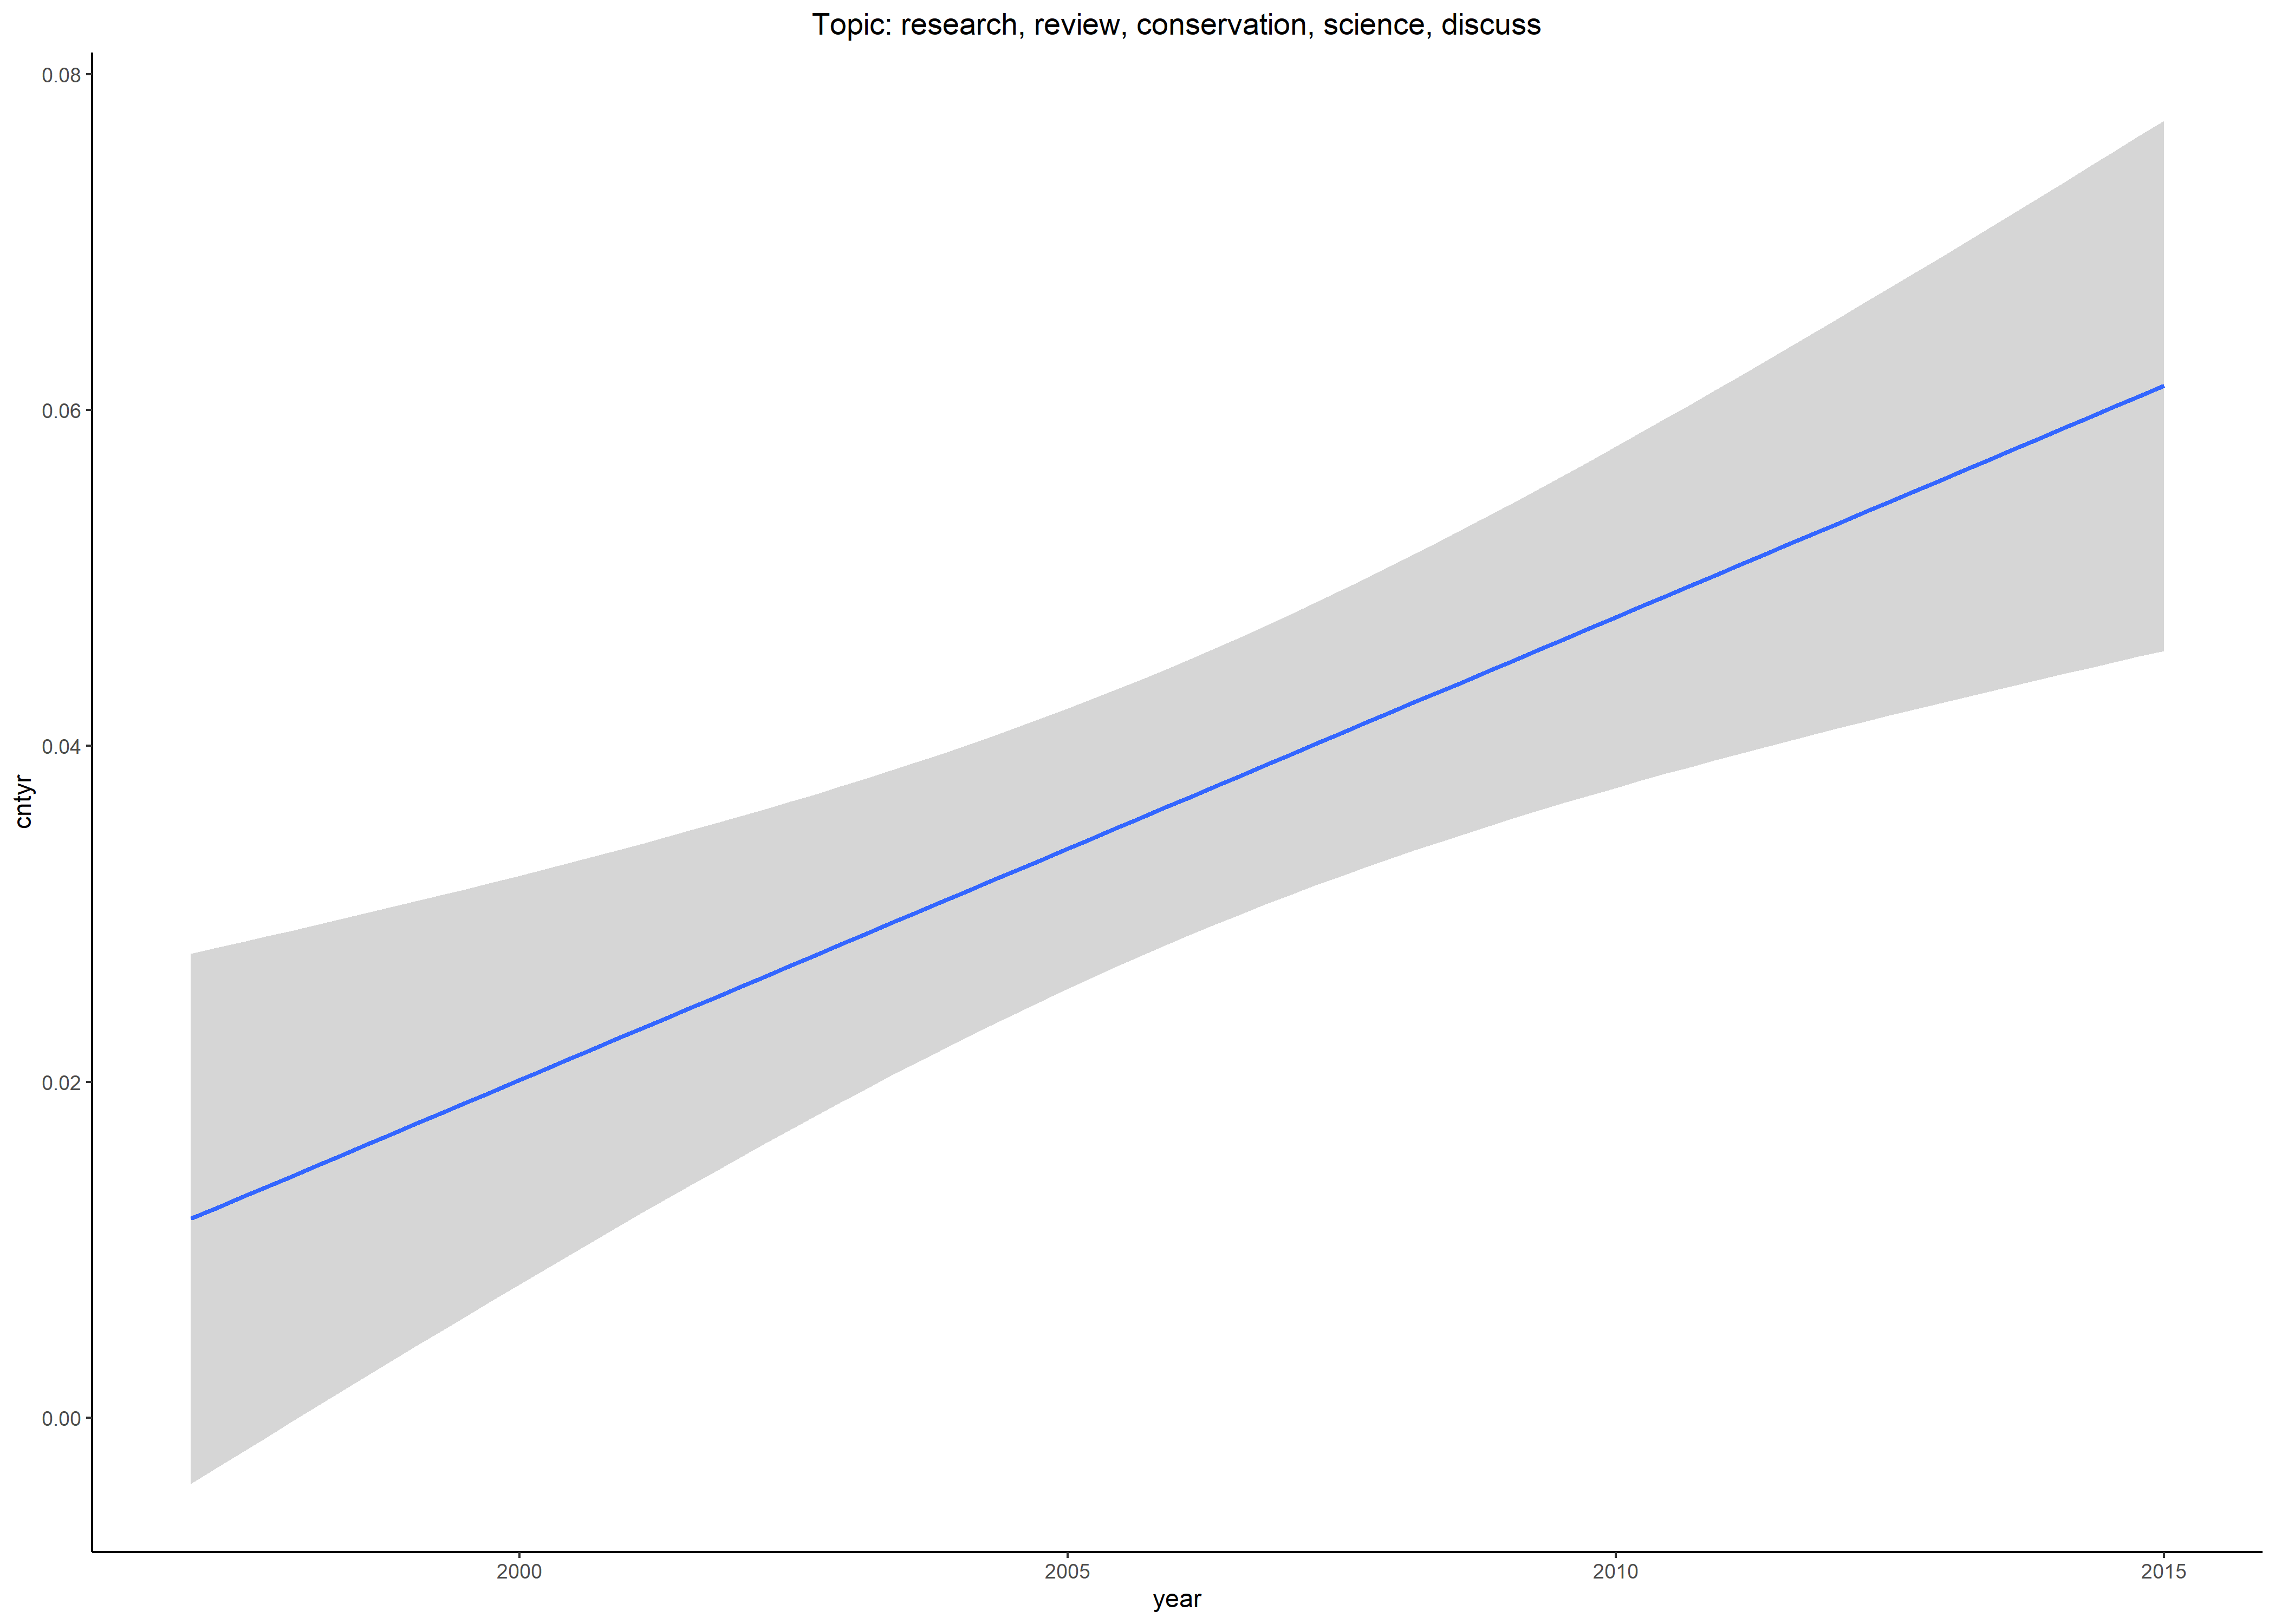 Topic: research, review, conservation, science, discuss
0.08
0.06
0.04
0.02
0.00
cntyr
2000 2005 2010 2015
year